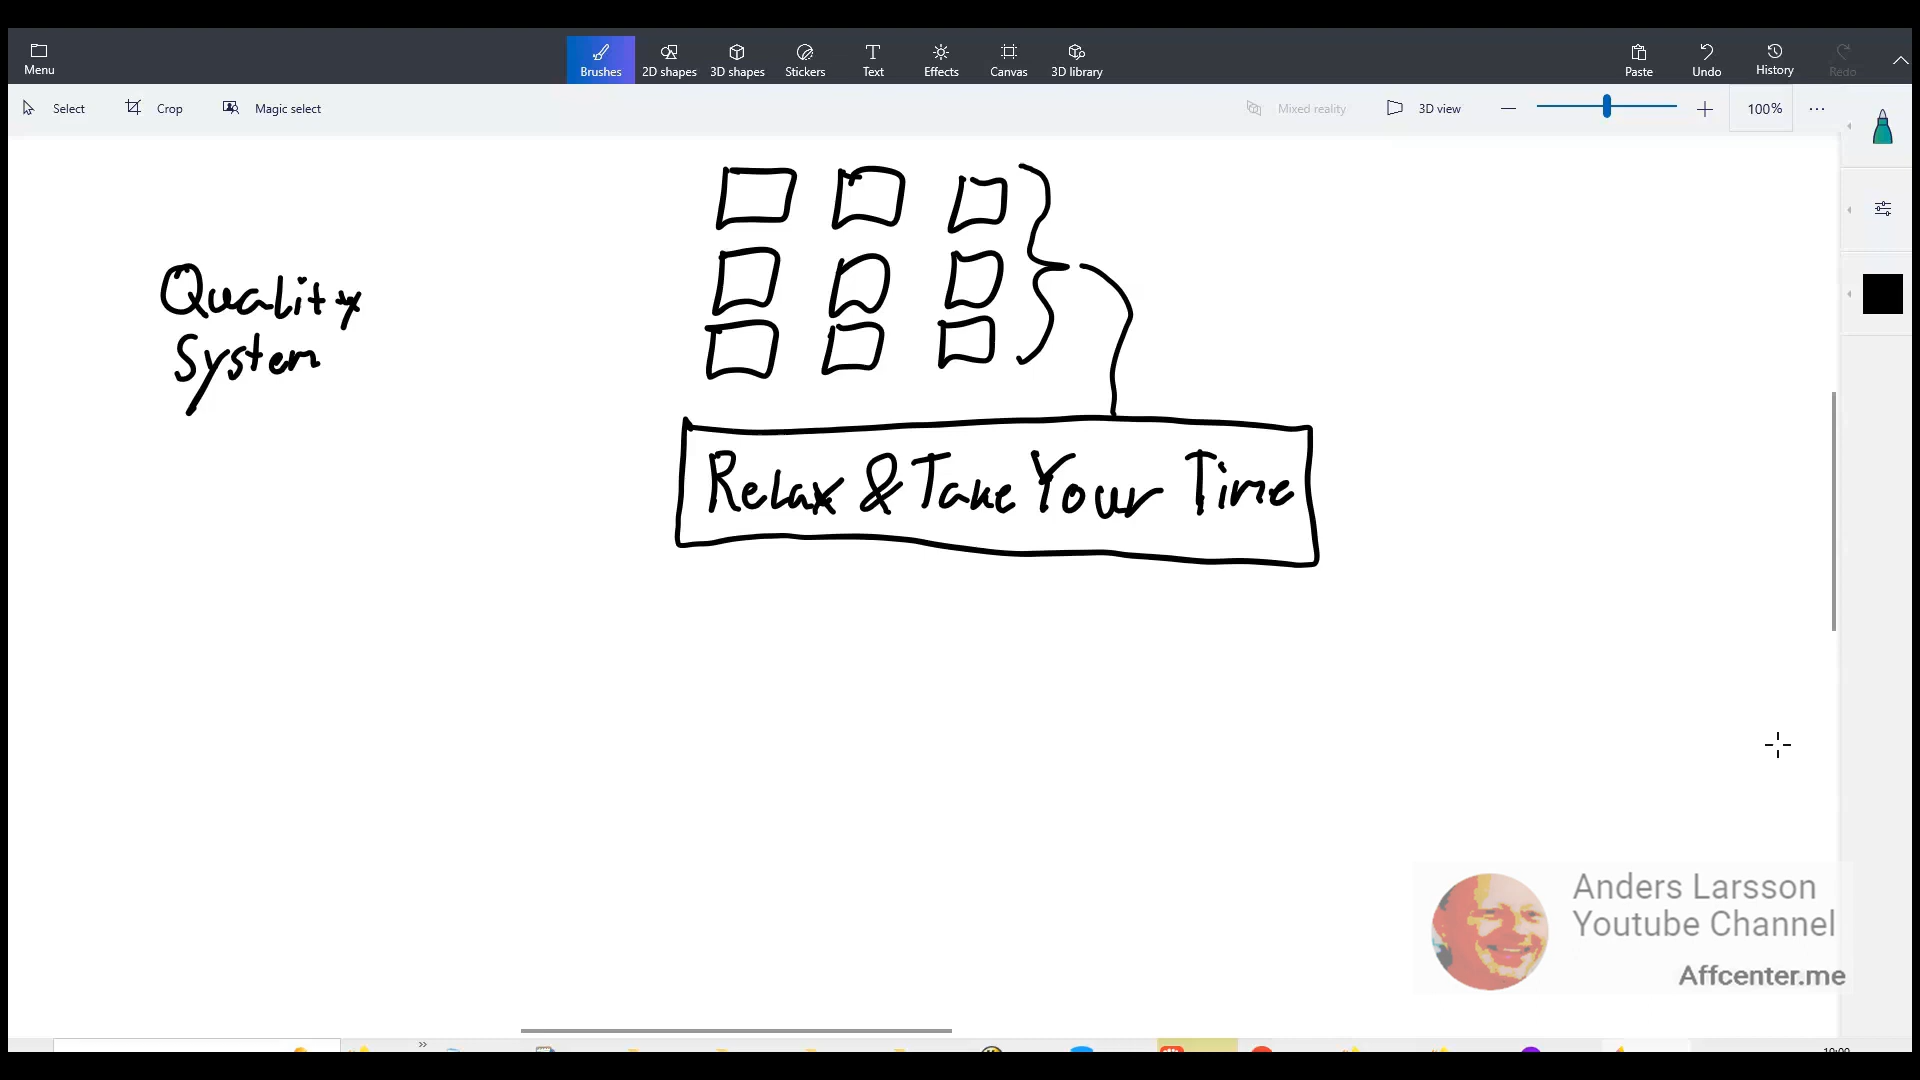 Menu
Brushes
2D shapes
3D shapes
Stickers
Text
Effects
Canvas
3D library
Paste
Undo
History
Redo
Select
Crop
Magic select
Mixed reality
3D view
100%
Quality
System
Relax & Take Your Time
Anders Larsson
Youtube Channel
Affcenter.me